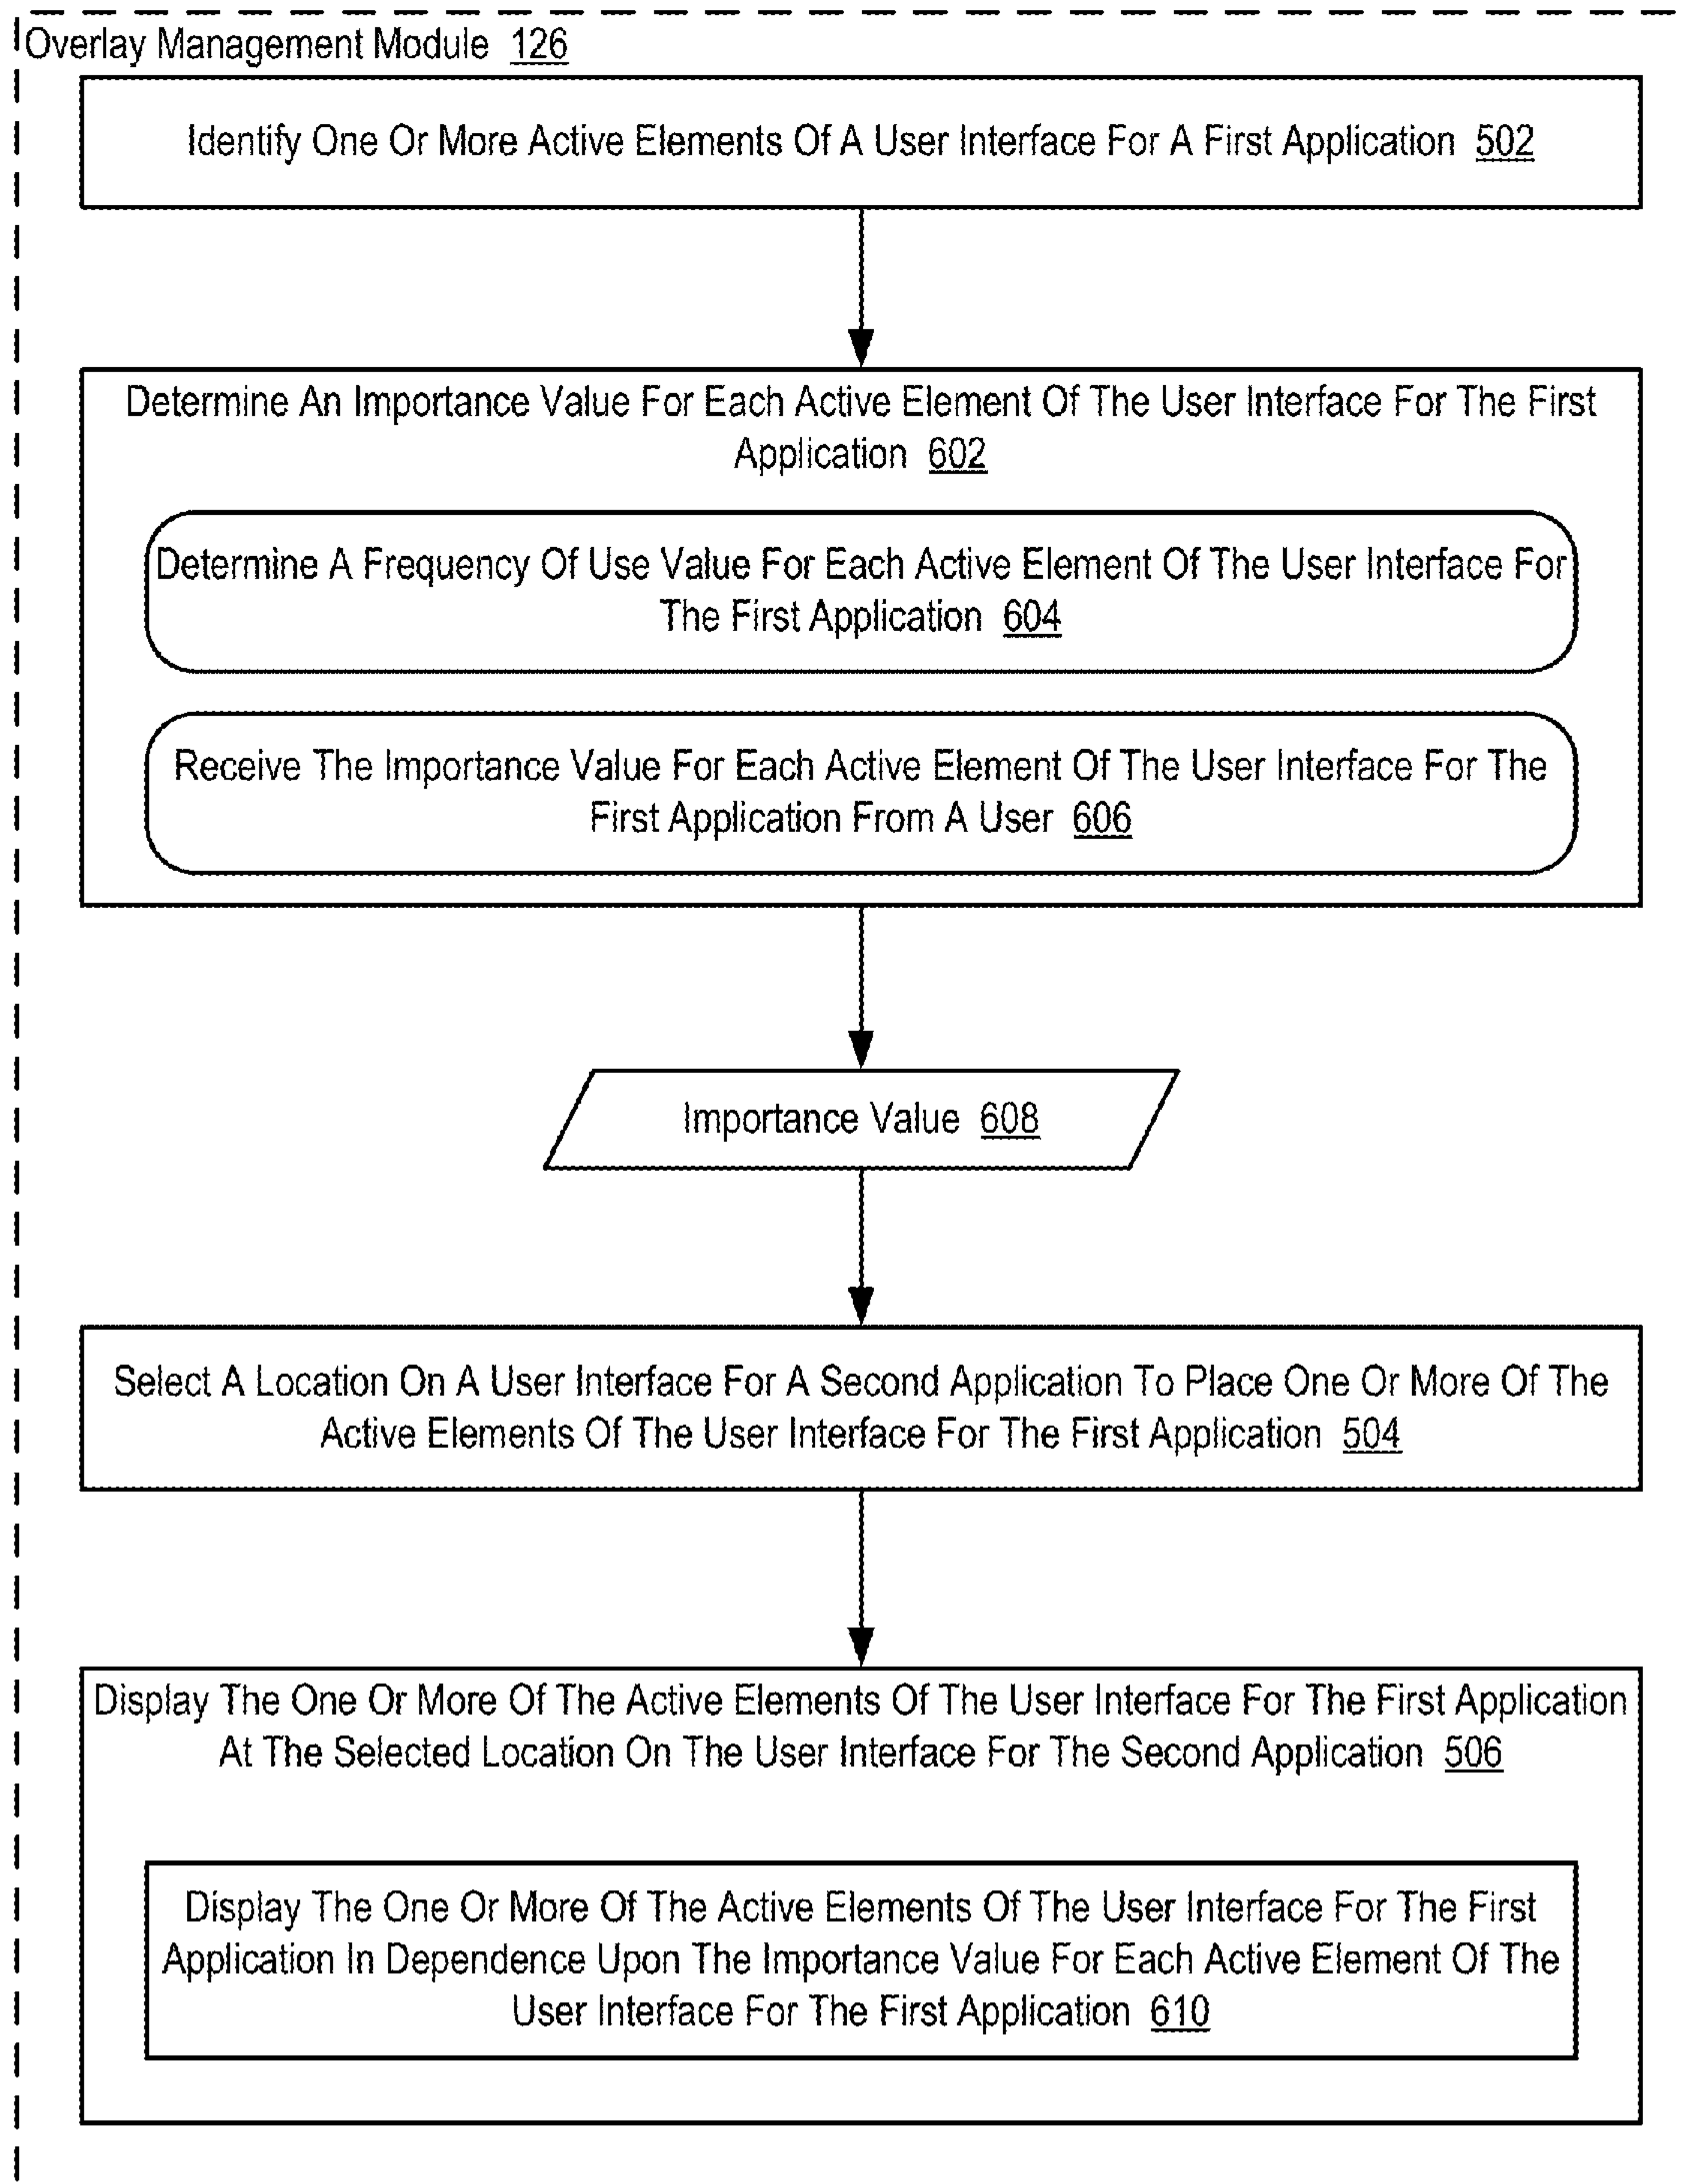 Overlay Management Module 126
Identify One Or More Active Elements Of A User Interface For A First Application 502
Determine An Importance Value For Each Active Element Of The User Interface For The First
Application 602
Determine A Frequency Of Use Value For Each Active Element Of The User Interface For
The First Application 604
Receive The Importance Value For Each Active Element Of The User Interface For The
First Application From A User 606
Importance Value 608
Select A Location On A User Interface For A Second Application To Place One Or More Of The
Active Elements Of The User Interface For The First Application 504
Display The One Or More Of The Active Elements Of The User Interface For The First Application
At The Selected Location On The User Interface For The Second Application 506
Display The One Or More Of The Active Elements Of The User Interface For The First
Application In Dependence Upon The Importance Value For Each Active Element Of The
User Interface For The First Application 610